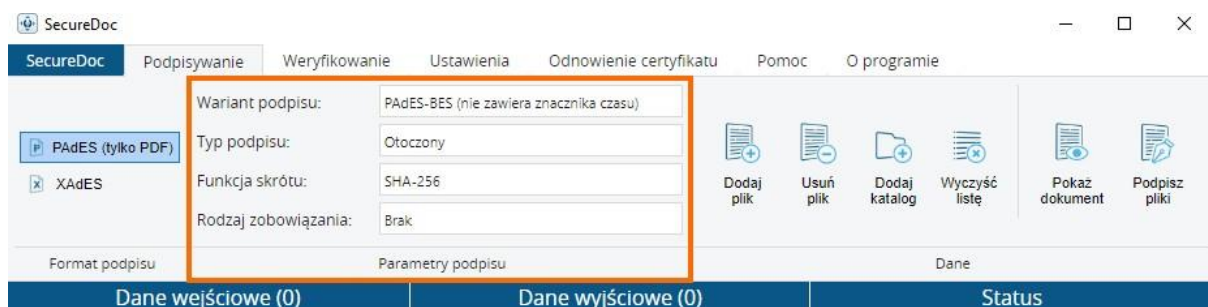 SecureDoc
SecureDoc Podpisywanie Weryfikowanie Ustawienia Odnowienie certyfikatu Pomoc O programie
PAdES (tylko PDF)
XAdES
Format podpisu
Wariant podpisu: PAdES-BES (nie zawiera znacznika czasu)
Typ podpisu: Otoczony
Funkcja skrótu: SHA-256
Rodzaj zobowiązania: Brak
Parametry podpisu
Dodaj plik
Usuń plik
Dodaj katalog
Wyczyść listę
Pokaż dokument
Podpisz pliki
Dane
Dane wejściowe (0) Dane wyjściowe (0) Status